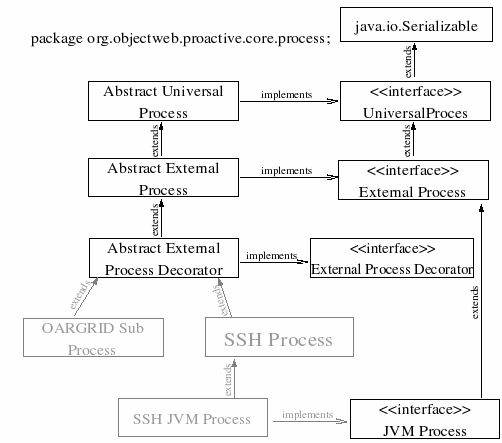 java.io.Serializable
package org.objectweb.proactive.core.process;
extends
Abstract Universal
Process
implements
<<interface>>
UniversalProces
extends
extends
Abstract External
Process
implements
<<interface>>
External Process
extends
Abstract External
Process Decorator
implements
<<interface>>
External Process Decorator
extends
extends
extends
OARGRID Sub
Process
SSH Process
extends
SSH JVM Process
implements
<<interface>>
JVM Process